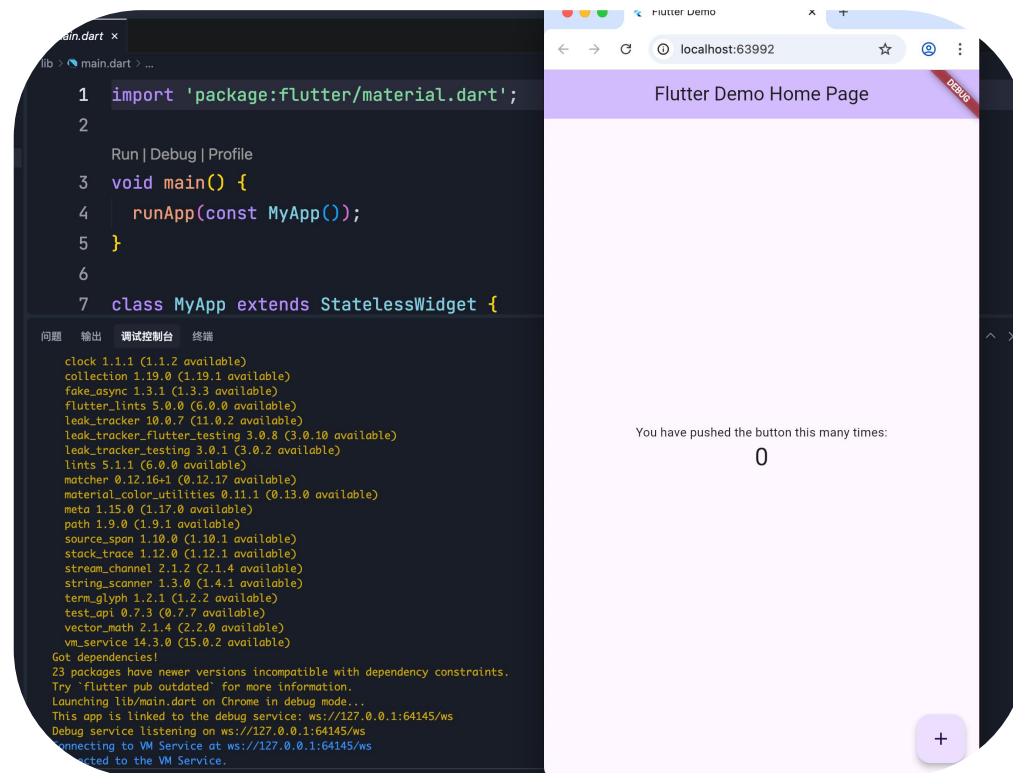 main.dart ×
lib > main.dart > ...
1 import 'package:flutter/material.dart';
2
Run | Debug | Profile
3 void main() {
4 runApp(const MyApp());
5 }
6
7 class MyApp extends StatelessWidget {
问题 输出 调试控制台 终端
clock 1.1.1 (1.1.2 available)
collection 1.19.0 (1.19.1 available)
fake_async 1.3.1 (1.3.3 available)
flutter_lints 5.0.0 (6.0.0 available)
leak_tracker 10.0.7 (11.0.2 available)
leak_tracker_flutter_testing 3.0.8 (3.0.10 available)
leak_tracker_testing 3.0.1 (3.0.2 available)
lints 5.1.1 (6.0.0 available)
matcher 0.12.16+1 (0.12.17 available)
material_color_utilities 0.11.1 (0.13.0 available)
meta 1.15.0 (1.17.0 available)
path 1.9.0 (1.9.1 available)
source_span 1.10.0 (1.10.1 available)
stack_trace 1.12.0 (1.12.1 available)
stream_channel 2.1.2 (2.1.4 available)
string_scanner 1.3.0 (1.4.1 available)
term_glyph 1.2.1 (1.2.2 available)
test_api 0.7.3 (0.7.7 available)
vector_math 2.1.4 (2.2.0 available)
vm_service 14.3.0 (15.0.2 available)
Got dependencies!
23 packages have newer versions incompatible with dependency constraints.
Try `flutter pub outdated` for more information.
Launching lib/main.dart on Chrome in debug mode...
This app is linked to the debug service: ws://127.0.0.1:64145/ws
Debug service listening on ws://127.0.0.1:64145/ws
Connecting to VM Service at ws://127.0.0.1:64145/ws
Connected to the VM Service.
Flutter Demo
localhost:63992
Flutter Demo Home Page
DEBUG
You have pushed the button this many times:
0
+